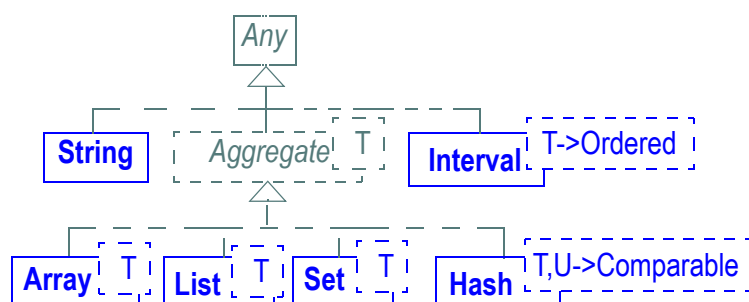 Any
String Aggregate T Interval T->Ordered
Array T List T Set T Hash T,U->Comparable